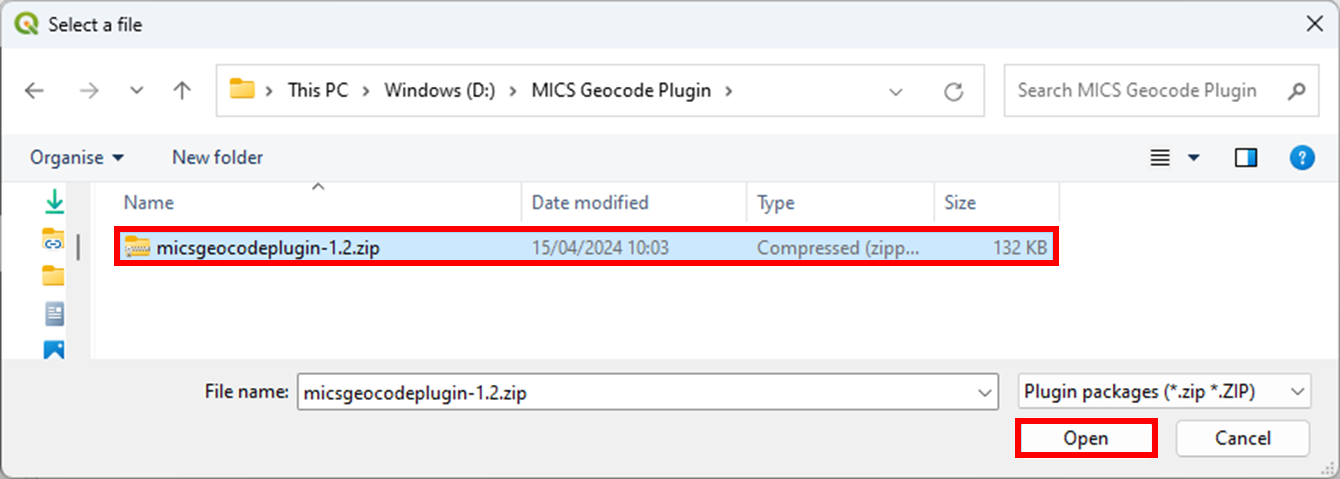 Select a file
This PC > Windows (D:) > MICS Geocode Plugin >
Search MICS Geocode Plugin
Organise New folder
Name Date modified Type Size
micsgeocodeplugin-1.2.zip 15/04/2024 10:03 Compressed (zipp... 132 KB
File name: micsgeocodeplugin-1.2.zip Plugin packages (*.zip *.ZIP)
Open Cancel